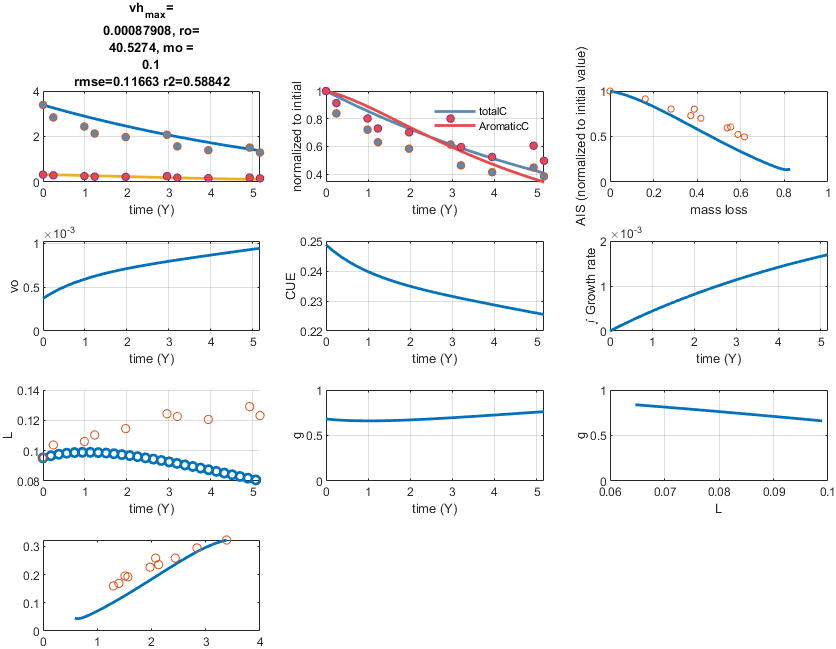 vh_max=
0.00087908, ro=
40.5274, mo =
0.1
rmse=0.11663 r2=0.58842
4
2
0
0 1 2 3 4 5
time (Y)
normalized to initial
1
0.8
0.6
0.4
0 1 2 3 4 5
time (Y)
totalC
AromaticC
AIS (normalized to initial value)
1
0.5
0
0 0.2 0.4 0.6 0.8 1
mass loss
×10^-3
vo
1
0.5
0
0 1 2 3 4 5
time (Y)
CUE
0.25
0.24
0.23
0.22
0 1 2 3 4 5
time (Y)
×10^-3
∫ Growth rate
2
1
0
0 1 2 3 4 5
time (Y)
L
0.14
0.12
0.1
0.08
0 1 2 3 4 5
time (Y)
g
1
0.5
0
0 1 2 3 4 5
time (Y)
g
1
0.5
0
0.06 0.07 0.08 0.09 0.1
L
0.3
0.2
0.1
0
0 1 2 3 4